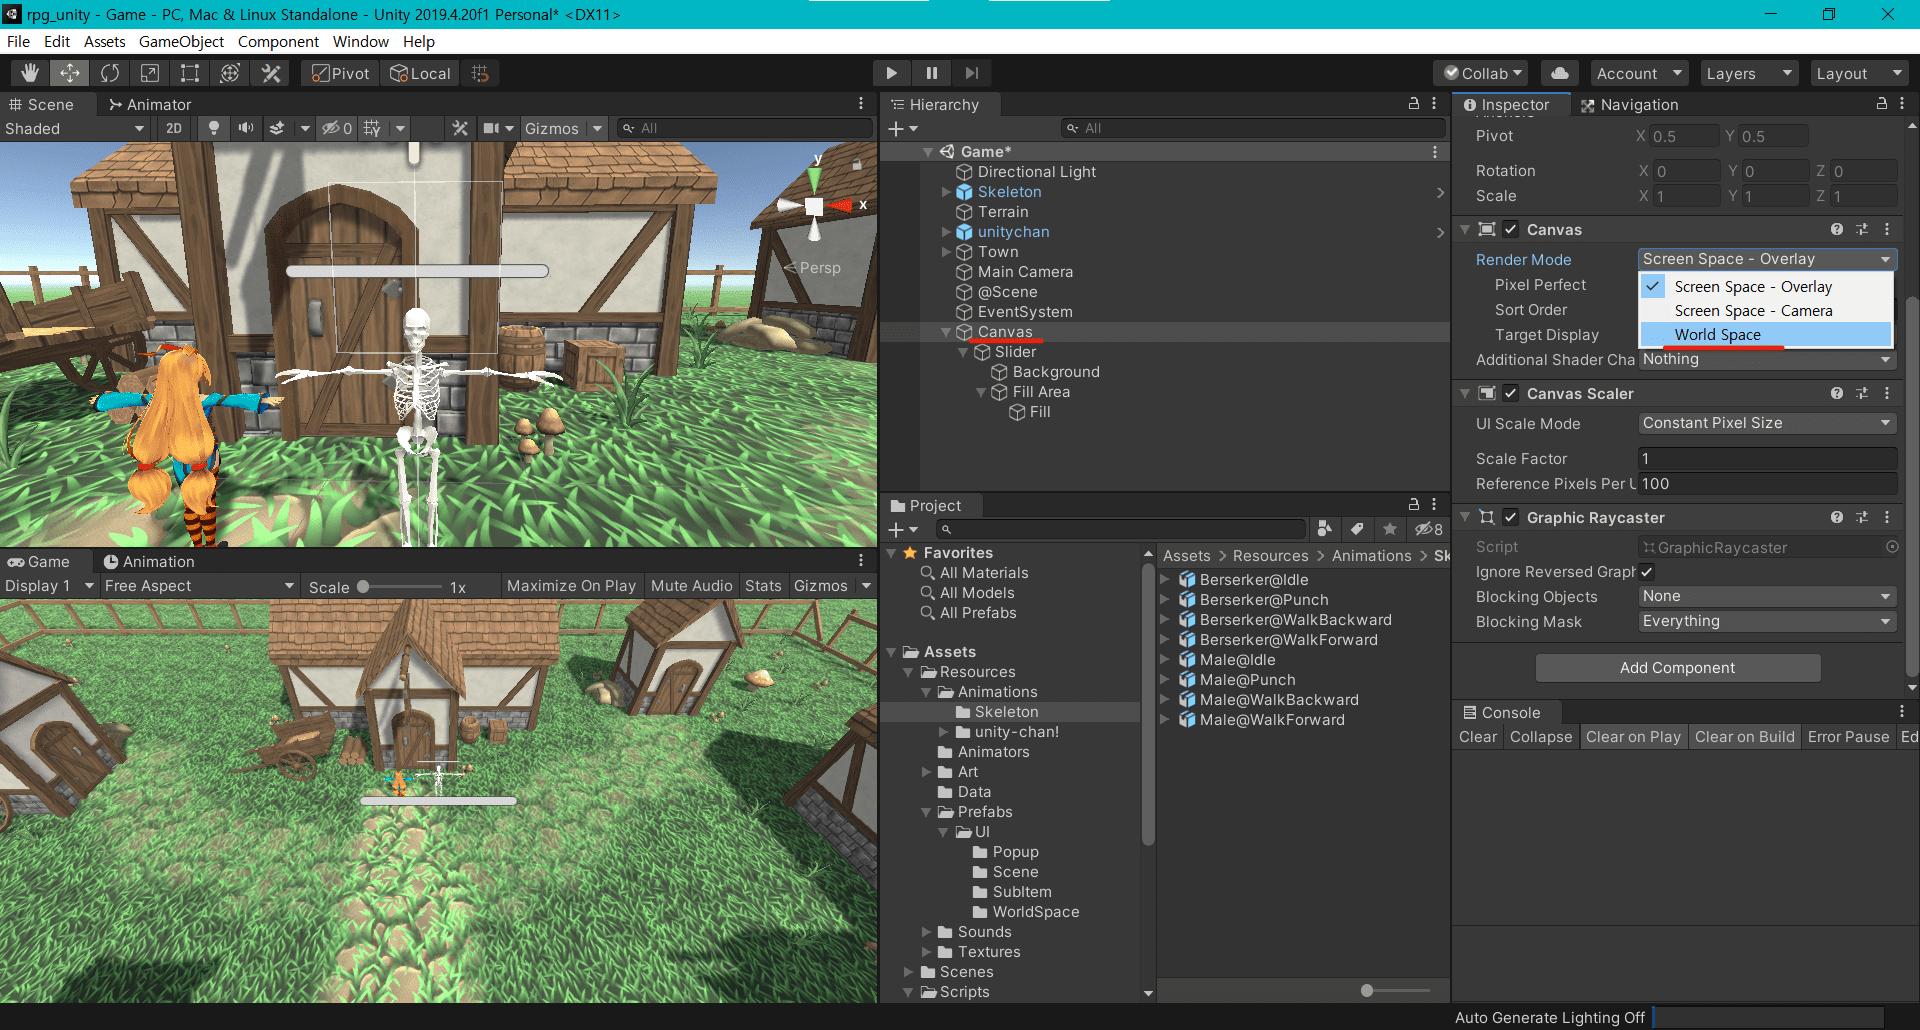 rpg_unity - Game - PC, Mac & Linux Standalone - Unity 2019.4.20f1 Personal* <DX11>
File Edit Assets GameObject Component Window Help
Pivot Local Collab Account Layers Layout
Scene Animator
Shaded 2D 0 Gizmos All
y
x
Persp
Game Animation
Display 1 Free Aspect Scale 1x Maximize On Play Mute Audio Stats Gizmos
Hierarchy
All
Game*
Directional Light
Skeleton
Terrain
unitychan
Town
Main Camera
@Scene
EventSystem
Canvas
Slider
Background
Fill Area
Fill
Project
8
Favorites
All Materials
All Models
All Prefabs
Assets
Resources
Animations
Skeleton
unity-chan!
Animators
Art
Data
Prefabs
UI
Popup
Scene
SubItem
WorldSpace
Sounds
Textures
Scenes
Scripts
Assets > Resources > Animations > Sk
Berserker@Idle
Berserker@Punch
Berserker@WalkBackward
Berserker@WalkForward
Male@Idle
Male@Punch
Male@WalkBackward
Male@WalkForward
Inspector Navigation
Pivot X 0.5 Y 0.5
Rotation X 0 Y 0 Z 0
Scale X 1 Y 1 Z 1
Canvas
Render Mode Screen Space - Overlay
Pixel Perfect
Screen Space - Overlay
Sort Order
Screen Space - Camera
Target Display
World Space
Additional Shader Cha Nothing
Canvas Scaler
UI Scale Mode Constant Pixel Size
Scale Factor 1
Reference Pixels Per U 100
Graphic Raycaster
Script GraphicRaycaster
Ignore Reversed Graph
Blocking Objects None
Blocking Mask Everything
Add Component
Console
Clear Collapse Clear on Play Clear on Build Error Pause Ed
Auto Generate Lighting Off